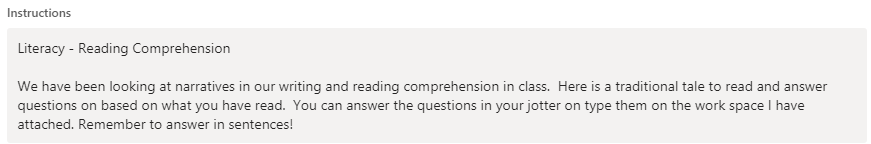 Instructions
Literacy - Reading Comprehension
We have been looking at narratives in our writing and reading comprehension in class.  Here is a traditional tale to read and answer
questions on based on what you have read.  You can answer the questions in your jotter on type them on the work space I have
attached. Remember to answer in sentences!